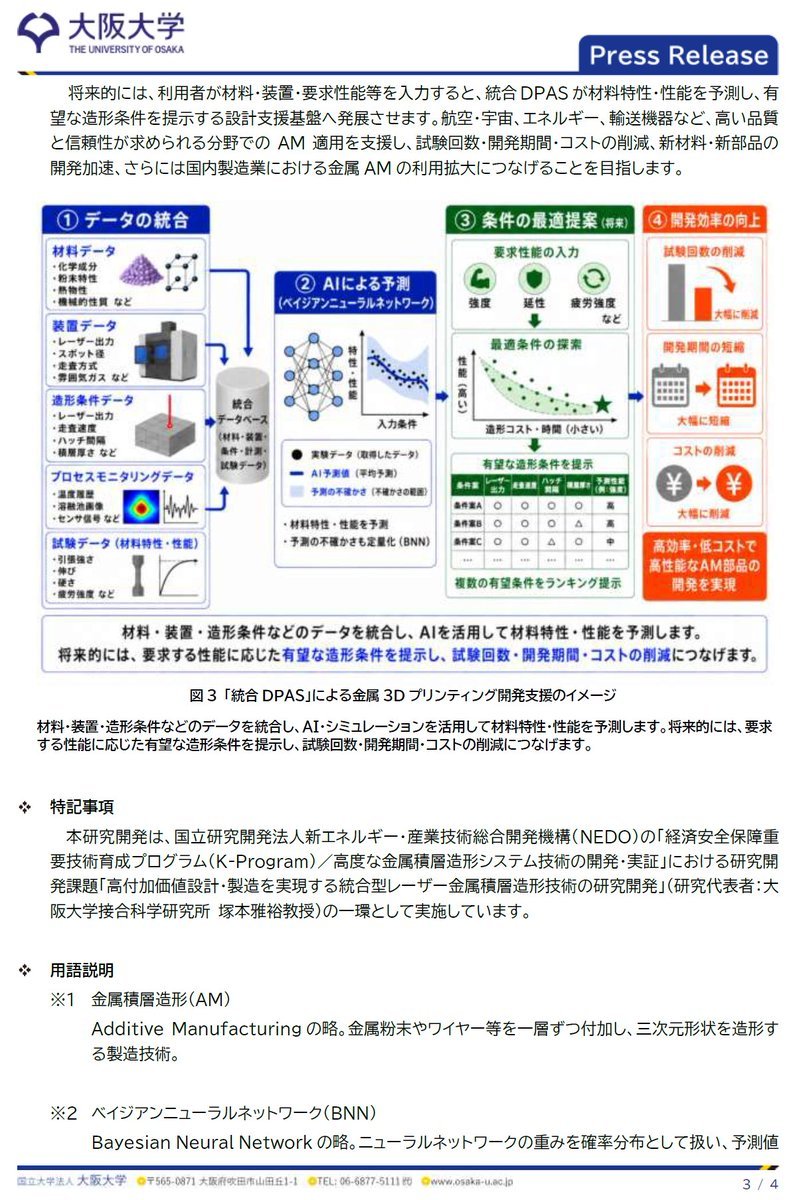 大阪大学
THE UNIVERSITY OF OSAKA
Press Release
将来的には、利用者が材料・装置・要求性能等を入力すると、統合DPASが材料特性・性能を予測し、有
望な造形条件を提示する設計支援基盤へ発展させます。航空・宇宙、エネルギー、輸送機器など、高い品質
と信頼性が求められる分野での AM 適用を支援し、試験回数・開発期間・コストの削減、新材料・新部品の
開発加速、さらには国内製造業における金属 AM の利用拡大につなげることを目指します。
① データの統合
材料データ
・化学成分
・粉末特性
・熱物性
・機械的性質 など
装置データ
・レーザー出力
・スポット径
・走査方式
・雰囲気ガス など
造形条件データ
・レーザー出力
・走査速度
・ハッチ間隔
・積層厚さ など
プロセスモニタリングデータ
・温度履歴
・溶融池画像
・センサ信号 など
試験データ（材料特性・性能）
・引張強さ
・伸び
・硬さ
・疲労強度 など
統合
データベース
（材料・装置・
条件・計測・
試験データ）
② AIによる予測
（ベイジアンニューラルネットワーク）
特性・性能
入力条件
実験データ（取得したデータ）
AI予測値（平均予測）
予測の不確かさ（不確かさの範囲）
・材料特性・性能を予測
・予測の不確かさも定量化（BNN）
③ 条件の最適提案（将来）
要求性能の入力
強度 延性 疲労強度
など
最適条件の探索
性能（高い）
造形コスト・時間（小さい）
有望な造形条件を提示
条件案 レーザー出力 走査速度 ハッチ間隔 積層厚さ 予測性能（例：強度）
条件案A ○ ○ ○ ○ 高
条件案B ○ ○ ○ △ 高
条件案C ○ ○ △ ○ 中
… … … … … …
複数の有望条件をランキング提示
④ 開発効率の向上
試験回数の削減
大幅に削減
開発期間の短縮
大幅に短縮
コストの削減
¥ ¥
大幅に削減
高効率・低コストで
高性能なAM部品の
開発を実現
材料・装置・造形条件などのデータを統合し、AIを活用して材料特性・性能を予測します。
将来的には、要求する性能に応じた有望な造形条件を提示し、試験回数・開発期間・コストの削減につなげます。
図3 「統合 DPAS」による金属 3D プリンティング開発支援のイメージ
材料・装置・造形条件などのデータを統合し、AI・シミュレーションを活用して材料特性・性能を予測します。将来的には、要求
する性能に応じた有望な造形条件を提示し、試験回数・開発期間・コストの削減につなげます。
❖ 特記事項
本研究開発は、国立研究開発法人新エネルギー・産業技術総合開発機構（NEDO）の「経済安全保障重
要技術育成プログラム（K-Program）／高度な金属積層造形システム技術の開発・実証」における研究開
発課題「高付加価値設計・製造を実現する統合型レーザー金属積層造形技術の研究開発」（研究代表者：大
阪大学接合科学研究所 塚本雅裕教授）の一環として実施しています。
❖ 用語説明
※1 金属積層造形（AM）
Additive Manufacturing の略。金属粉末やワイヤー等を一層ずつ付加し、三次元形状を造形す
る製造技術。
※2 ベイジアンニューラルネットワーク（BNN）
Bayesian Neural Network の略。ニューラルネットワークの重みを確率分布として扱い、予測値
国立大学法人 大阪大学 〒565-0871 大阪府吹田市山田丘1-1 TEL: 06-6877-5111㈹ www.osaka-u.ac.jp
3 / 4